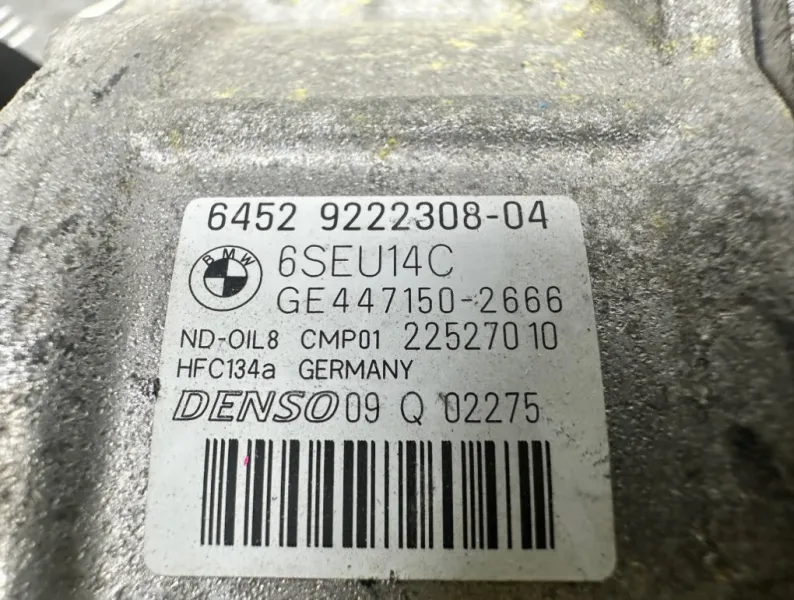 6452 9222308-04
BMW 6SEU14C
GE447150-2666
ND-OIL8 CMP01 22527010
HFC134a GERMANY
DENSO 09 Q 02275